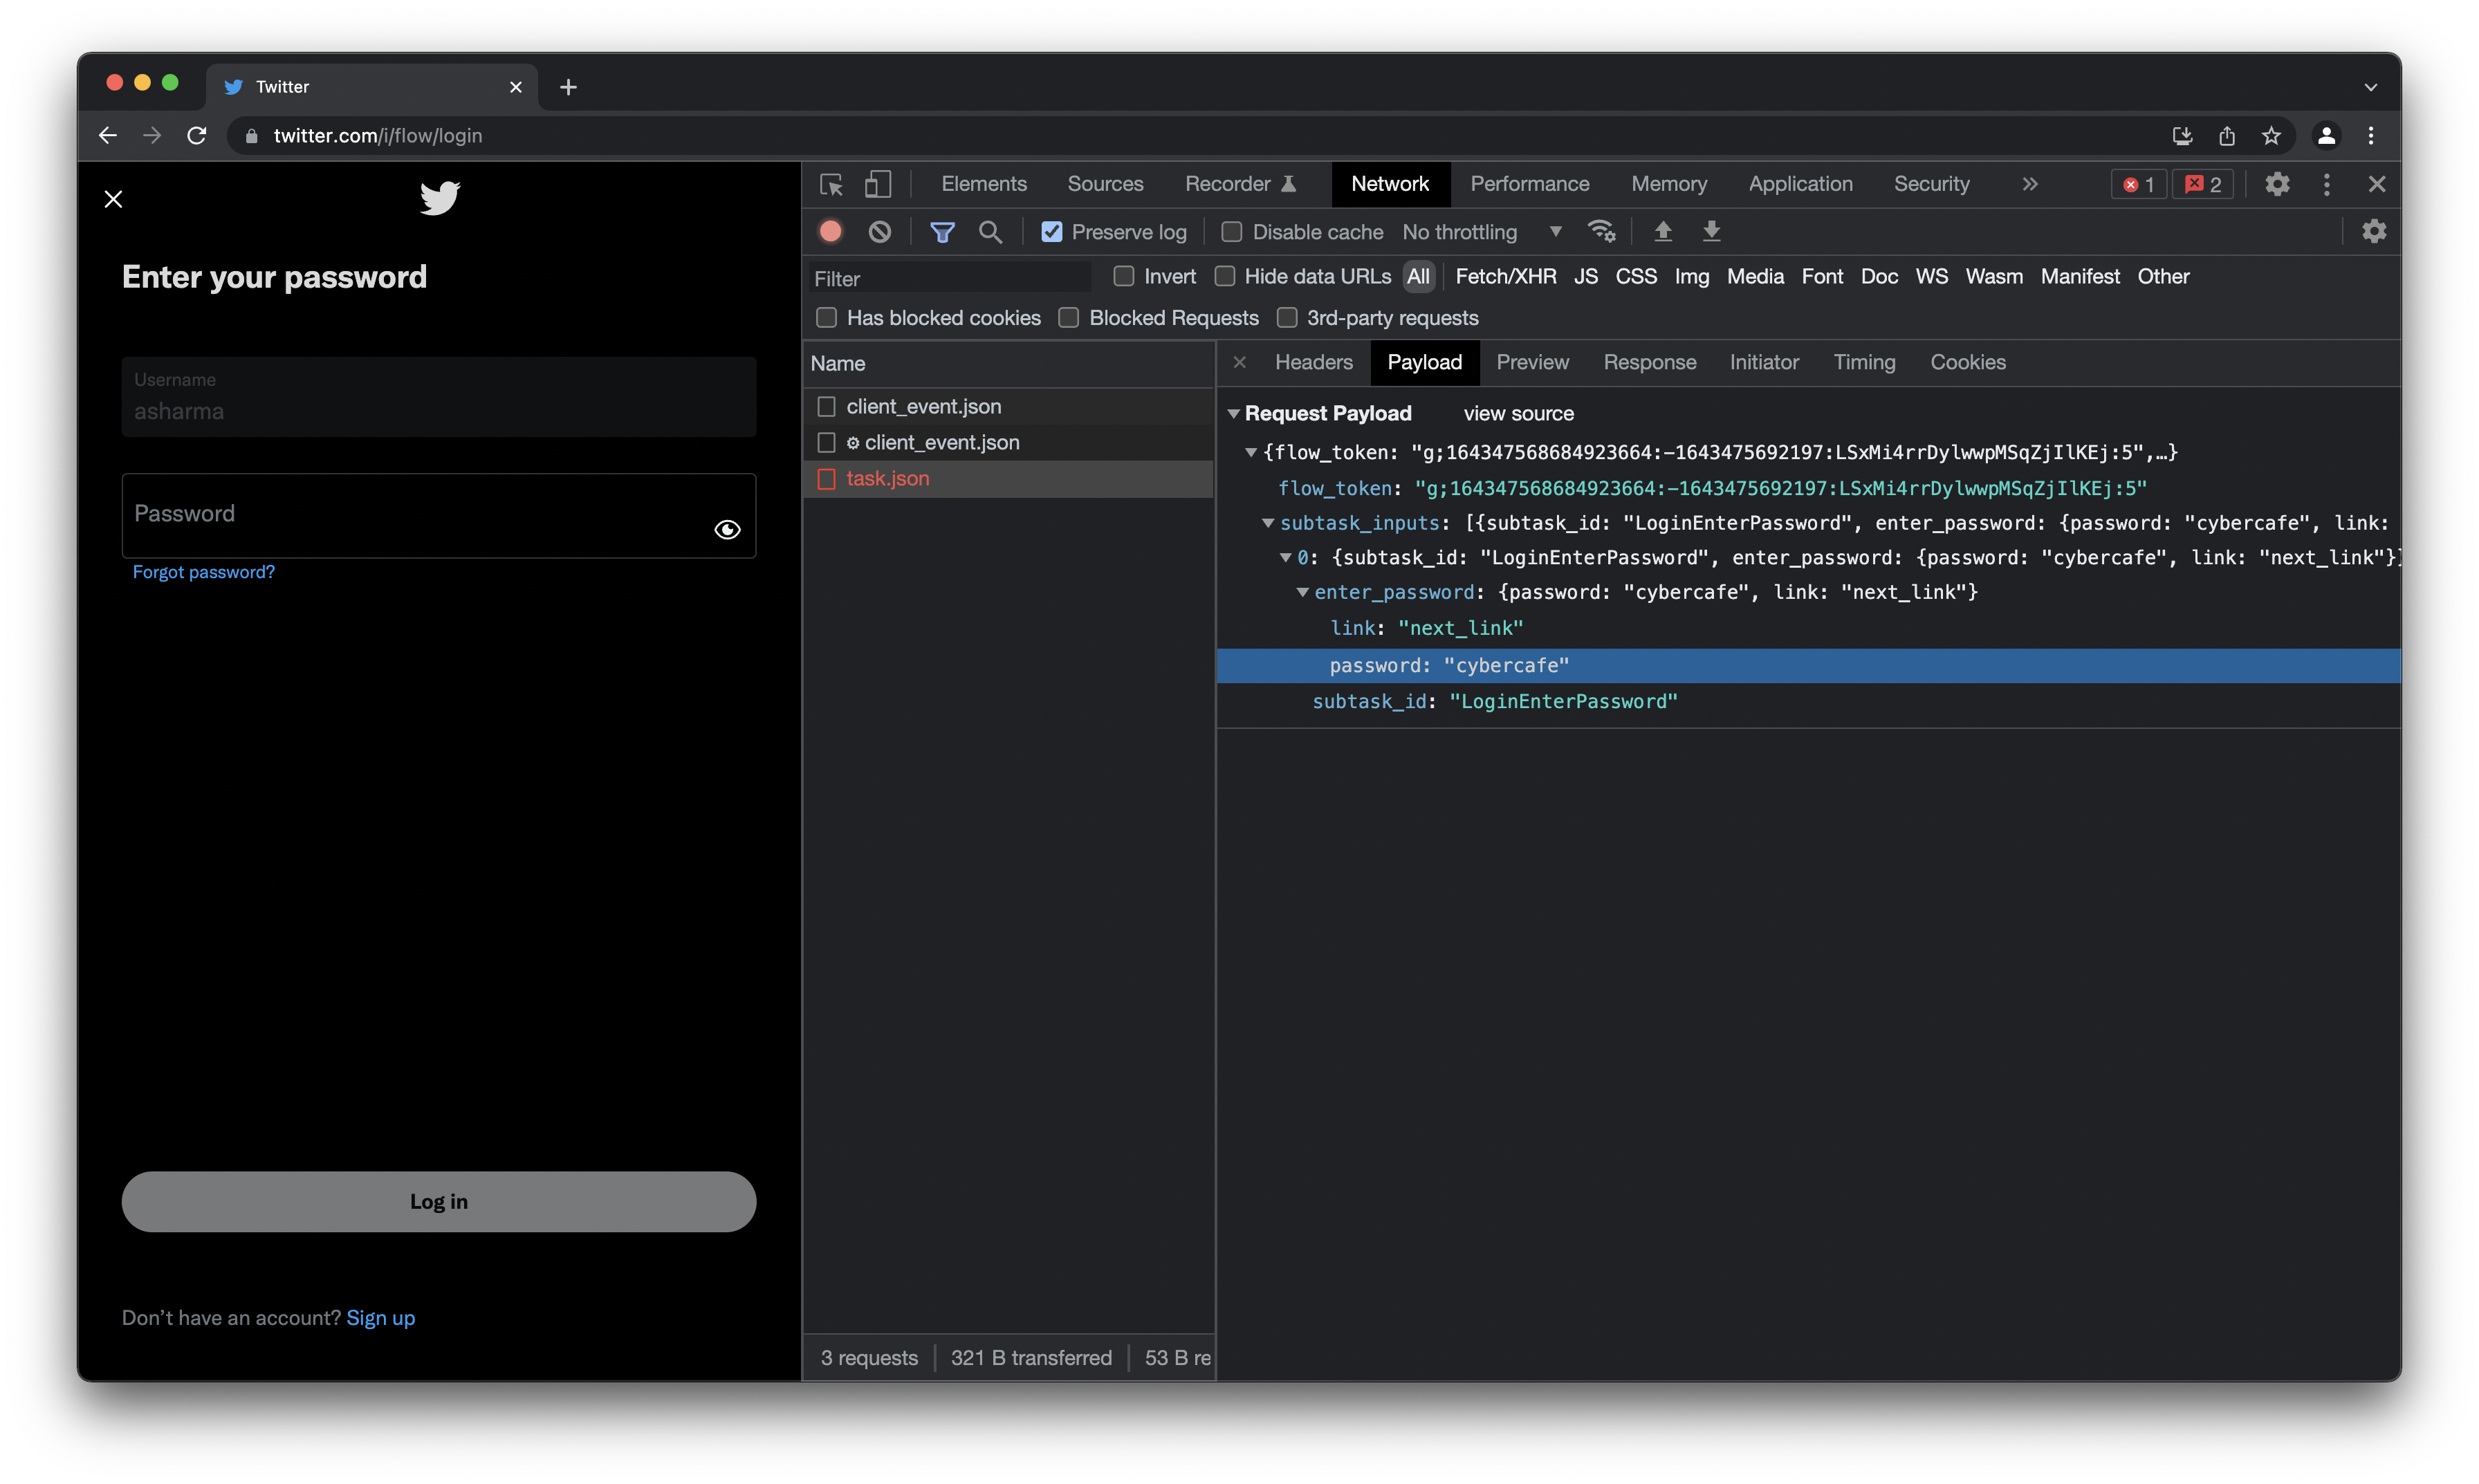 Twitter
twitter.com/i/flow/login
Enter your password
Username
asharma
Password
Forgot password?
Log in
Don’t have an account? Sign up
Elements Sources Recorder Network Performance Memory Application Security 1 2
Preserve log Disable cache No throttling
Filter Invert Hide data URLs All Fetch/XHR JS CSS Img Media Font Doc WS Wasm Manifest Other
Has blocked cookies Blocked Requests 3rd-party requests
Name
client_event.json
client_event.json
task.json
3 requests 321 B transferred 53 B re
Headers Payload Preview Response Initiator Timing Cookies
Request Payload view source
{flow_token: "g;164347568684923664:-1643475692197:LSxMi4rrDylwwpMSqZjIlKEj:5",…}
flow_token: "g;164347568684923664:-1643475692197:LSxMi4rrDylwwpMSqZjIlKEj:5"
subtask_inputs: [{subtask_id: "LoginEnterPassword", enter_password: {password: "cybercafe", link:
0: {subtask_id: "LoginEnterPassword", enter_password: {password: "cybercafe", link: "next_link"}}
enter_password: {password: "cybercafe", link: "next_link"}
link: "next_link"
password: "cybercafe"
subtask_id: "LoginEnterPassword"